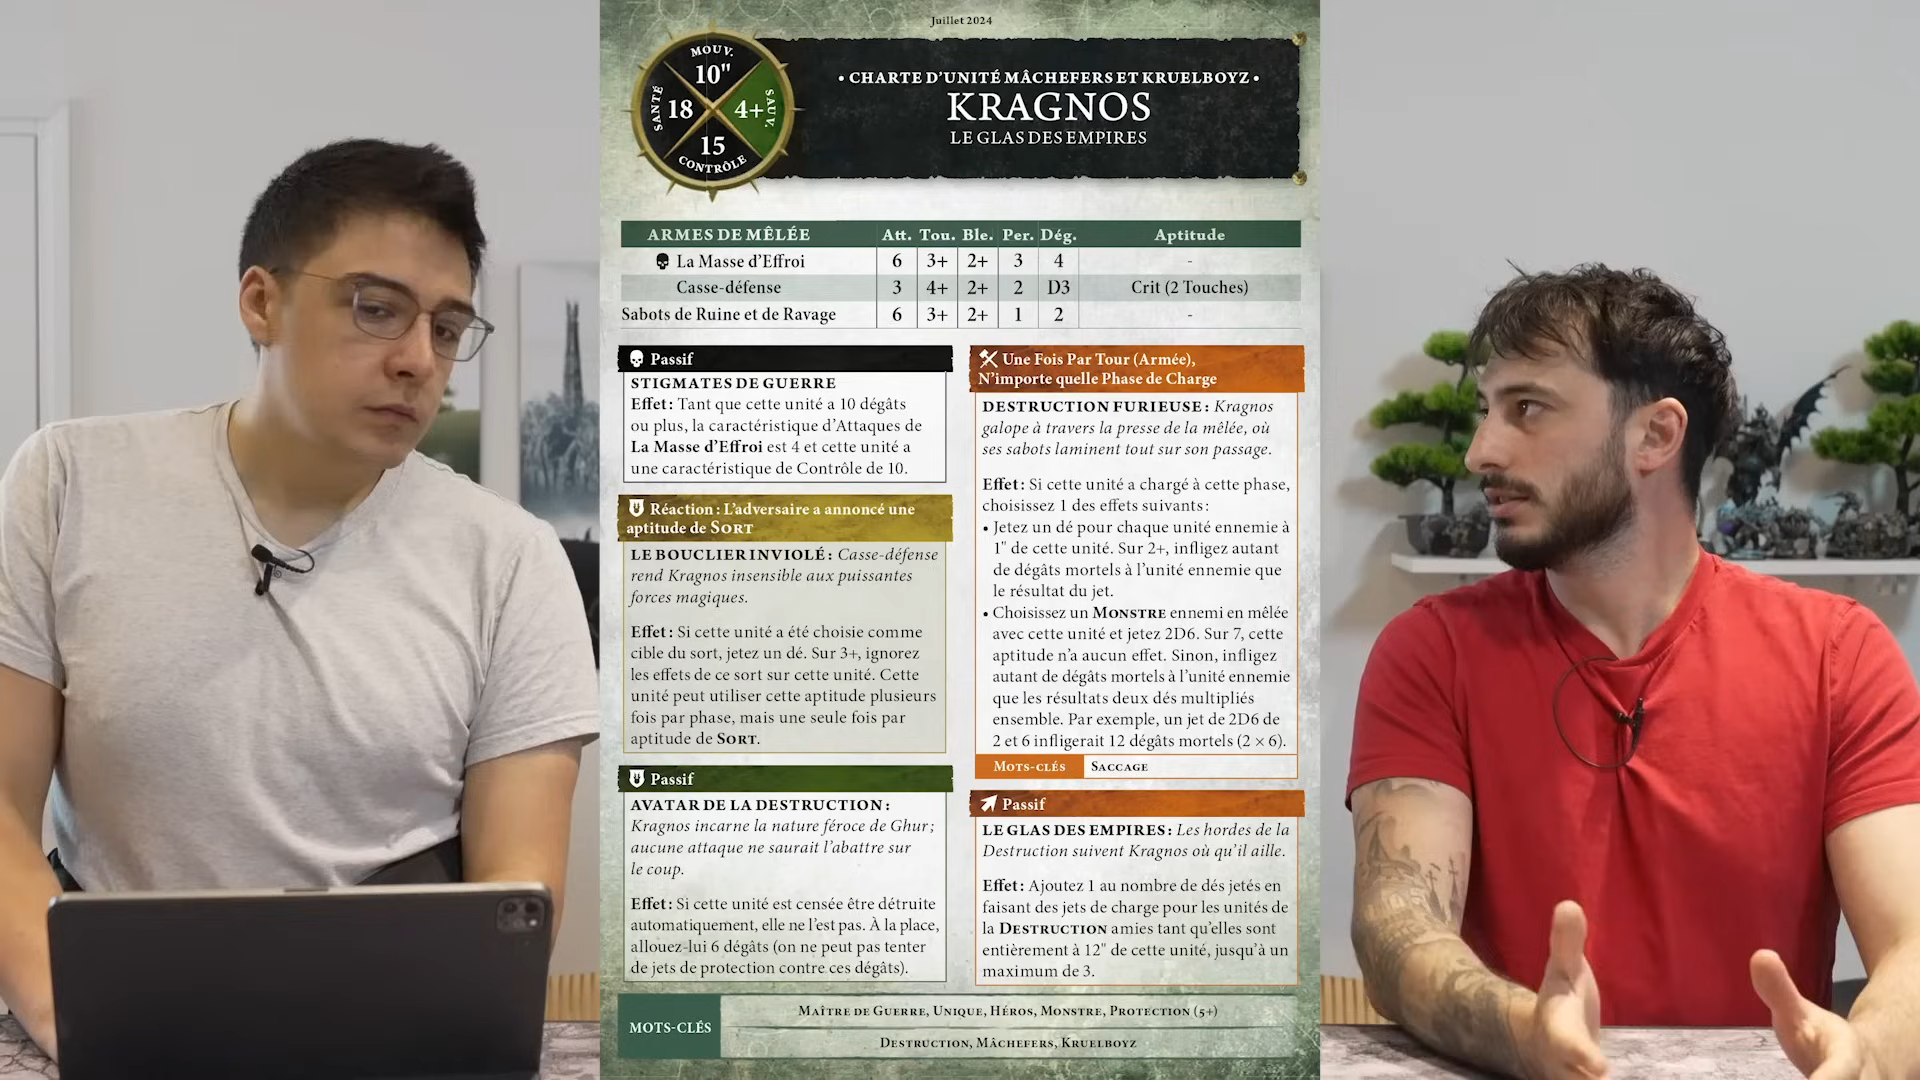 Juillet 2024
MOUV.
10"
SANTÉ
18
4+
SAUV.
15
CONTRÔLE
• CHARTE D'UNITÉ MÂCHEFERS ET KRUELBOYZ •
KRAGNOS
LE GLAS DES EMPIRES
ARMES DE MÊLÉE Att. Tou. Ble. Per. Dég. Aptitude
La Masse d'Effroi 6 3+ 2+ 3 4 -
Casse-défense 3 4+ 2+ 2 D3 Crit (2 Touches)
Sabots de Ruine et de Ravage 6 3+ 2+ 1 2 -
Passif
STIGMATES DE GUERRE
Effet : Tant que cette unité a 10 dégâts
ou plus, la caractéristique d'Attaques de
La Masse d'Effroi est 4 et cette unité a
une caractéristique de Contrôle de 10.
Réaction : L'adversaire a annoncé une
aptitude de SORT
LE BOUCLIER INVIOLÉ : Casse-défense
rend Kragnos insensible aux puissantes
forces magiques.
Effet : Si cette unité a été choisie comme
cible du sort, jetez un dé. Sur 3+, ignorez
les effets de ce sort sur cette unité. Cette
unité peut utiliser cette aptitude plusieurs
fois par phase, mais une seule fois par
aptitude de SORT.
Passif
AVATAR DE LA DESTRUCTION :
Kragnos incarne la nature féroce de Ghur ;
aucune attaque ne saurait l'abattre sur
le coup.
Effet : Si cette unité est censée être détruite
automatiquement, elle ne l'est pas. À la place,
allouez-lui 6 dégâts (on ne peut pas tenter
de jets de protection contre ces dégâts).
Une Fois Par Tour (Armée),
N'importe quelle Phase de Charge
DESTRUCTION FURIEUSE : Kragnos
galope à travers la presse de la mêlée, où
ses sabots laminent tout sur son passage.
Effet : Si cette unité a chargé à cette phase,
choisissez 1 des effets suivants :
• Jetez un dé pour chaque unité ennemie à
1" de cette unité. Sur 2+, infligez autant
de dégâts mortels à l'unité ennemie que
le résultat du jet.
• Choisissez un MONSTRE ennemi en mêlée
avec cette unité et jetez 2D6. Sur 7, cette
aptitude n'a aucun effet. Sinon, infligez
autant de dégâts mortels à l'unité ennemie
que les résultats deux dés multipliés
ensemble. Par exemple, un jet de 2D6 de
2 et 6 infligerait 12 dégâts mortels (2 × 6).
MOTS-CLÉS SACCAGE
Passif
LE GLAS DES EMPIRES : Les hordes de la
Destruction suivent Kragnos où qu'il aille.
Effet : Ajoutez 1 au nombre de dés jetés en
faisant des jets de charge pour les unités de
la DESTRUCTION amies tant qu'elles sont
entièrement à 12" de cette unité, jusqu'à un
maximum de 3.
MOTS-CLÉS
MAÎTRE DE GUERRE, UNIQUE, HÉROS, MONSTRE, PROTECTION (5+)
DESTRUCTION, MÂCHEFERS, KRUELBOYZ